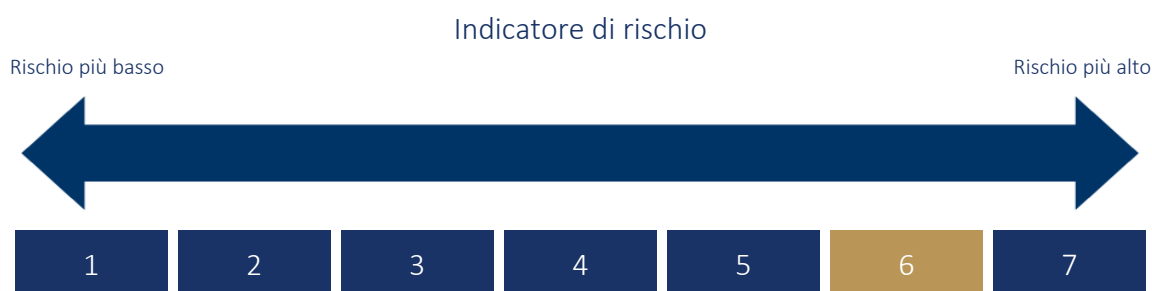 Indicatore di rischio
Rischio più basso
Rischio più alto
1 2 3 4 5 6 7